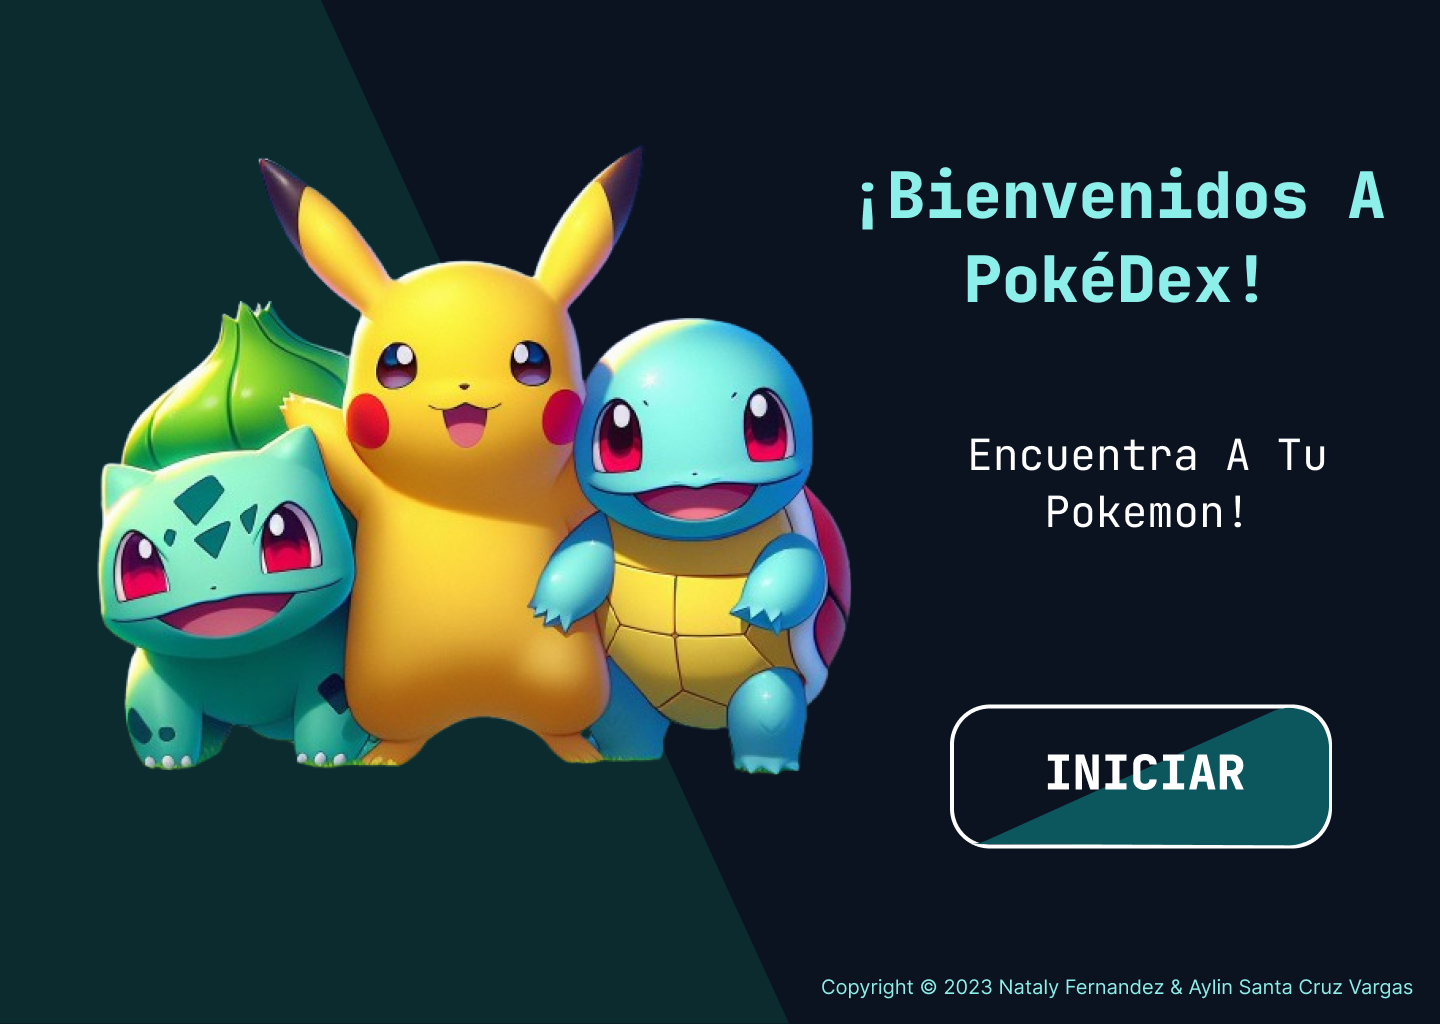 ¡Bienvenidos A
PokéDex!
Encuentra A Tu
Pokemon!
INICIAR
Copyright © 2023 Nataly Fernandez & Aylin Santa Cruz Vargas